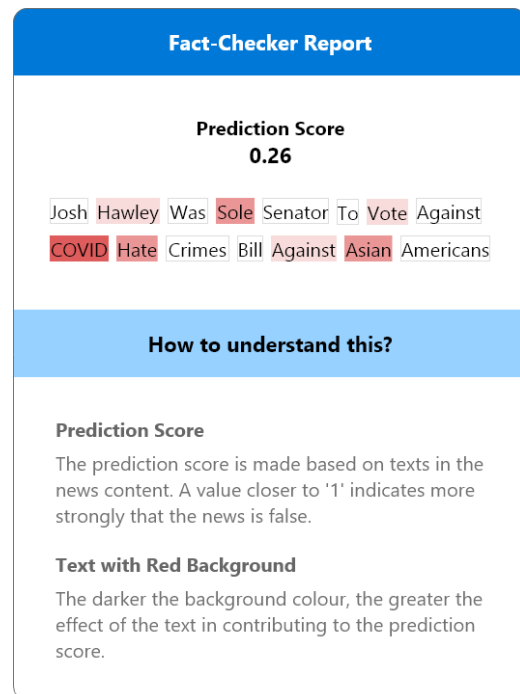 Fact-Checker Report
Prediction Score
0.26
Josh Hawley Was Sole Senator To Vote Against
COVID Hate Crimes Bill Against Asian Americans
How to understand this?
Prediction Score
The prediction score is made based on texts in the
news content. A value closer to '1' indicates more
strongly that the news is false.
Text with Red Background
The darker the background colour, the greater the
effect of the text in contributing to the prediction
score.